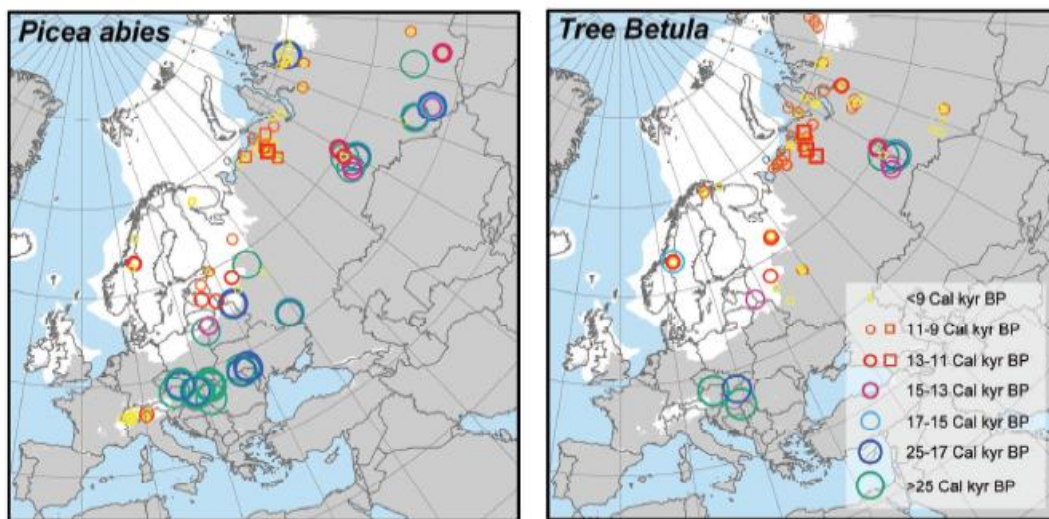 Picea abies
Tree Betula
<9 Cal kyr BP
11-9 Cal kyr BP
13-11 Cal kyr BP
15-13 Cal kyr BP
17-15 Cal kyr BP
25-17 Cal kyr BP
>25 Cal kyr BP